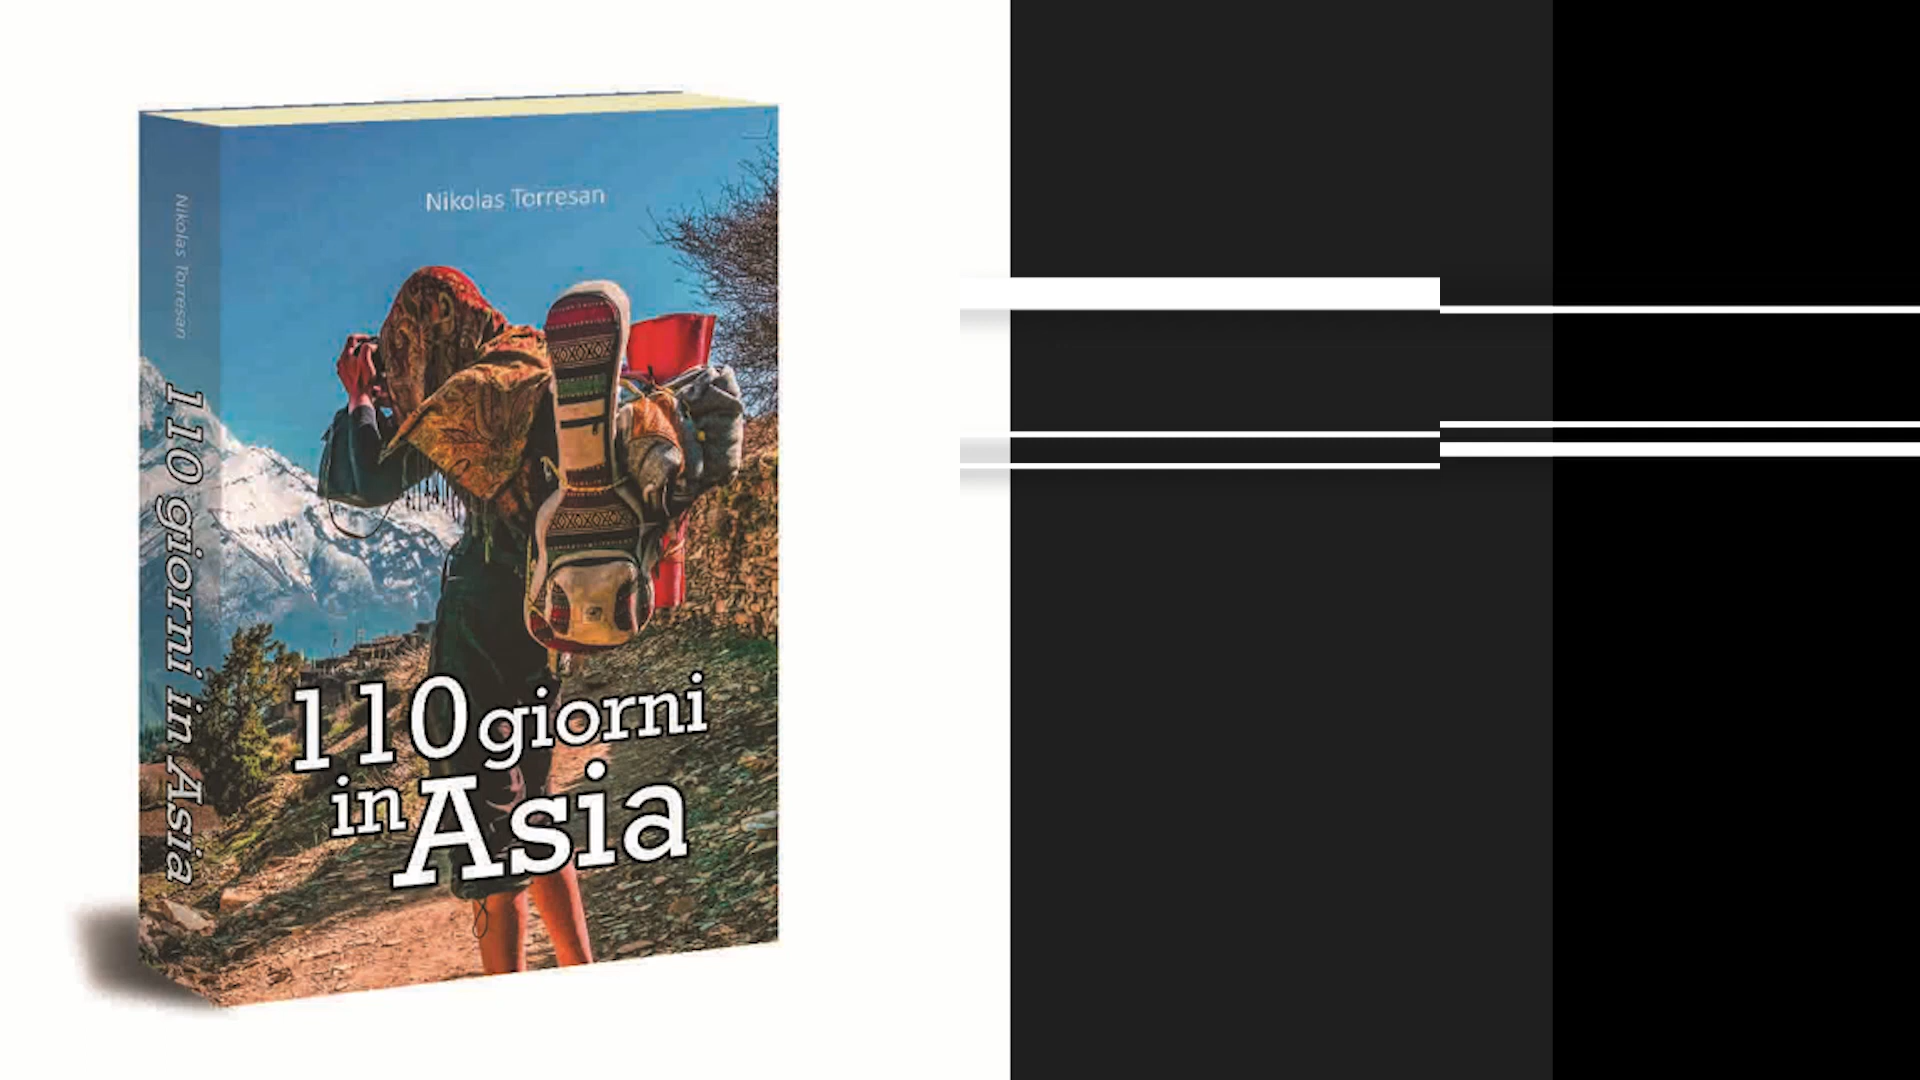 Nikolas Torresan
110 giorni
in Asia
Nikolas Torresan
110 giorni in Asia